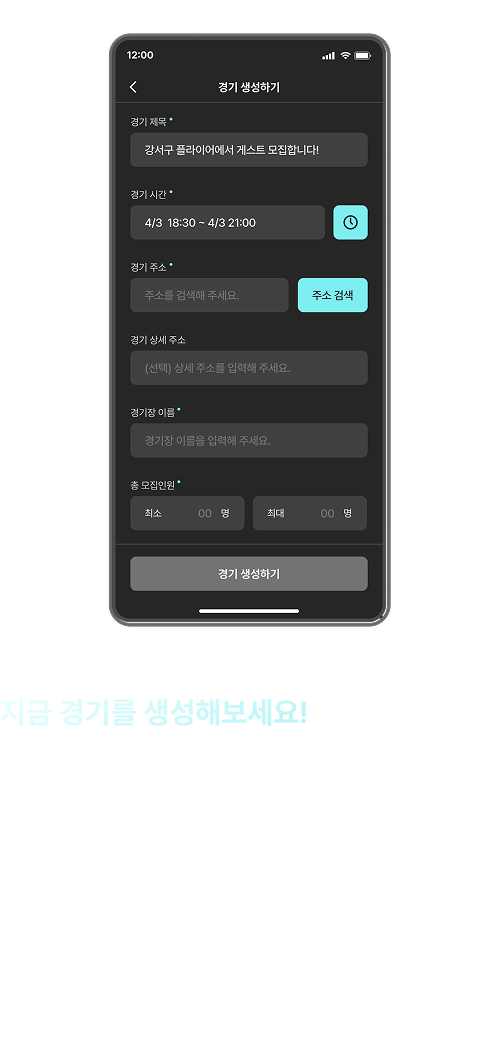 12:00
경기 생성하기
경기 제목
강서구 플라이어에서 게스트 모집합니다!
경기 시간
4/3 18:30 ~ 4/3 21:00
경기 주소
주소를 검색해 주세요.
주소 검색
경기 상세 주소
(선택) 상세 주소를 입력해 주세요.
경기장 이름
경기장 이름을 입력해 주세요.
총 모집인원
최소 00 명 최대 00 명
경기 생성하기
지금 경기를 생성해보세요!